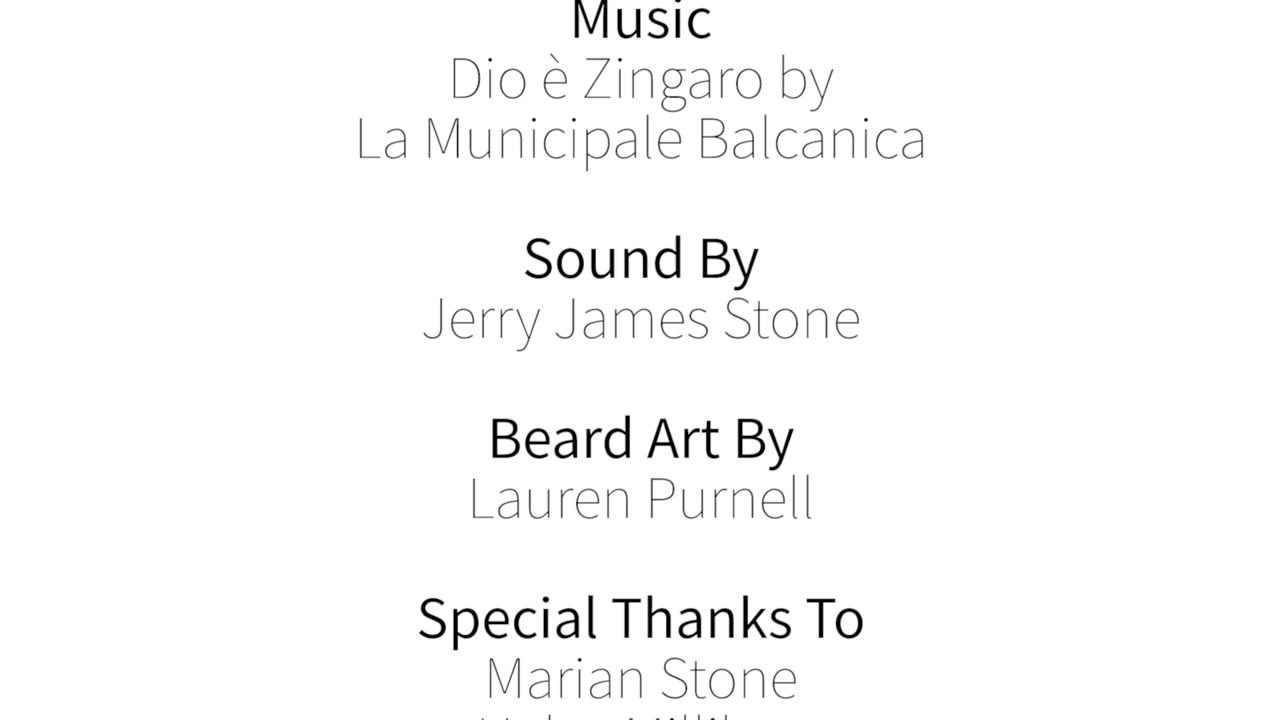 Music
Dio è Zingaro by
La Municipale Balcanica
Sound By
Jerry James Stone
Beard Art By
Lauren Purnell
Special Thanks To
Marian Stone